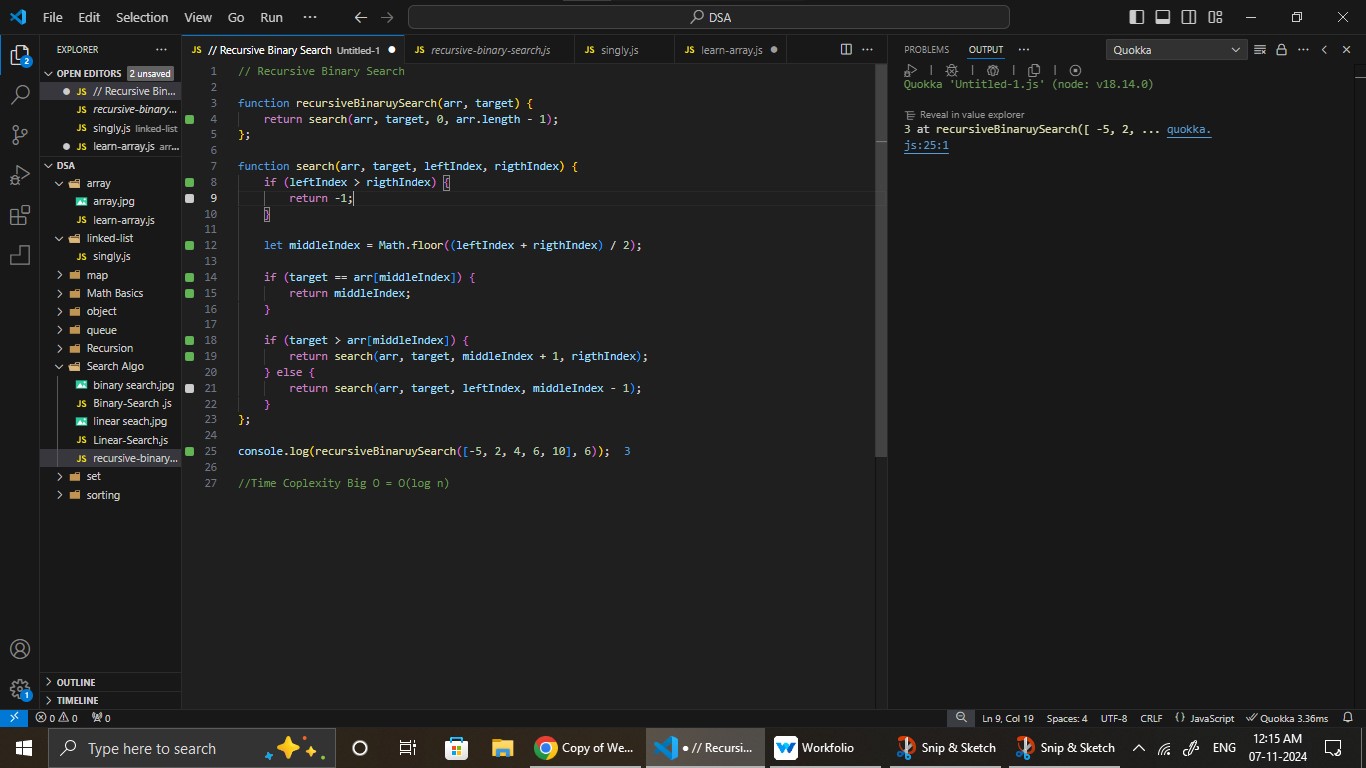 File Edit Selection View Go Run ··· DSA
EXPLORER ···
OPEN EDITORS 2 unsaved
JS // Recursive Bin...
JS recursive-binary...
JS singly.js linked-list
JS learn-array.js arr...
DSA
array
array.jpg
JS learn-array.js
linked-list
JS singly.js
map
Math Basics
object
queue
Recursion
Search Algo
binary search.jpg
JS Binary-Search .js
linear seach.jpg
JS Linear-Search.js
JS recursive-binary...
set
sorting
OUTLINE
TIMELINE
2
1
JS // Recursive Binary Search Untitled-1
JS recursive-binary-search.js
JS singly.js
JS learn-array.js
···
1 // Recursive Binary Search
2
3 function recursiveBinaruySearch(arr, target) {
4 return search(arr, target, 0, arr.length - 1);
5 };
6
7 function search(arr, target, leftIndex, rigthIndex) {
8 if (leftIndex > rigthIndex) {
9 return -1;
10 }
11
12 let middleIndex = Math.floor((leftIndex + rigthIndex) / 2);
13
14 if (target == arr[middleIndex]) {
15 return middleIndex;
16 }
17
18 if (target > arr[middleIndex]) {
19 return search(arr, target, middleIndex + 1, rigthIndex);
20 } else {
21 return search(arr, target, leftIndex, middleIndex - 1);
22 }
23 };
24
25 console.log(recursiveBinaruySearch([-5, 2, 4, 6, 10], 6)); 3
26
27 //Time Coplexity Big O = O(log n)
PROBLEMS OUTPUT ··· Quokka ···
Quokka 'Untitled-1.js' (node: v18.14.0)
Reveal in value explorer
3 at recursiveBinaruySearch([ -5, 2, ... quokka.
js:25:1
0 0 0 Ln 9, Col 19 Spaces: 4 UTF-8 CRLF {} JavaScript Quokka 3.36ms
Type here to search Copy of We... ● // Recursi... Workfolio Snip & Sketch Snip & Sketch ENG 12:15 AM
07-11-2024